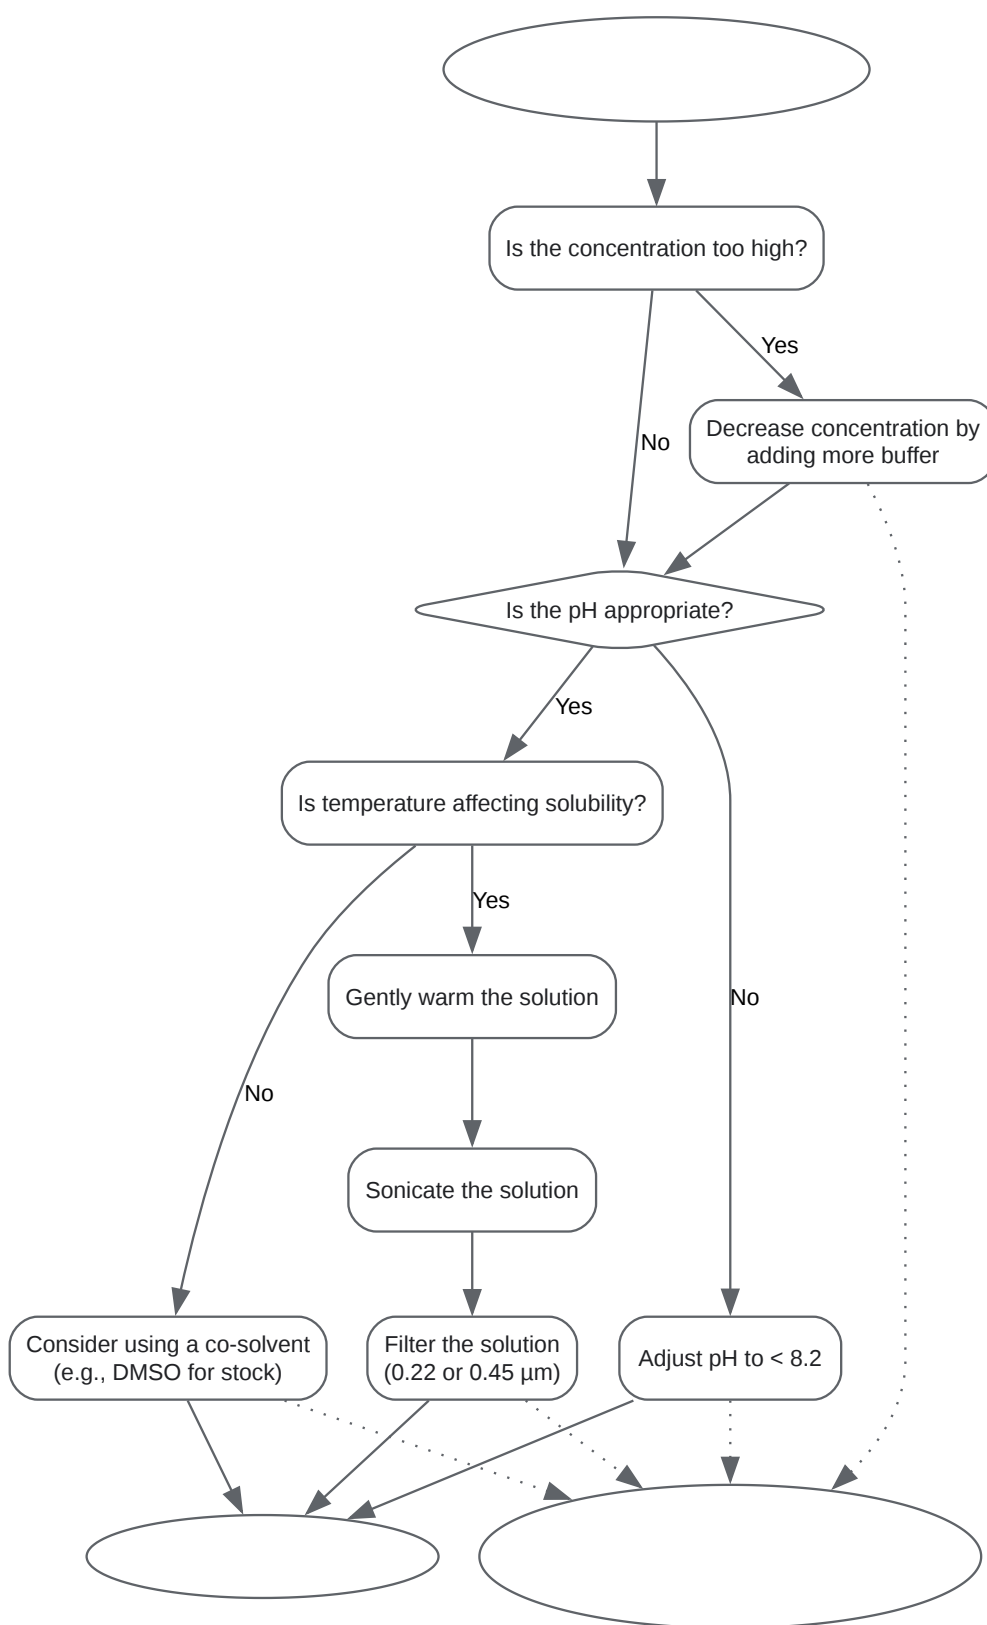 Is the concentration too high?
Yes
Decrease concentration by
adding more buffer
No
Is the pH appropriate?
Yes
Is temperature affecting solubility?
Yes
Gently warm the solution
No
No
Sonicate the solution
Consider using a co-solvent
(e.g., DMSO for stock)
Filter the solution
(0.22 or 0.45 µm)
Adjust pH to < 8.2